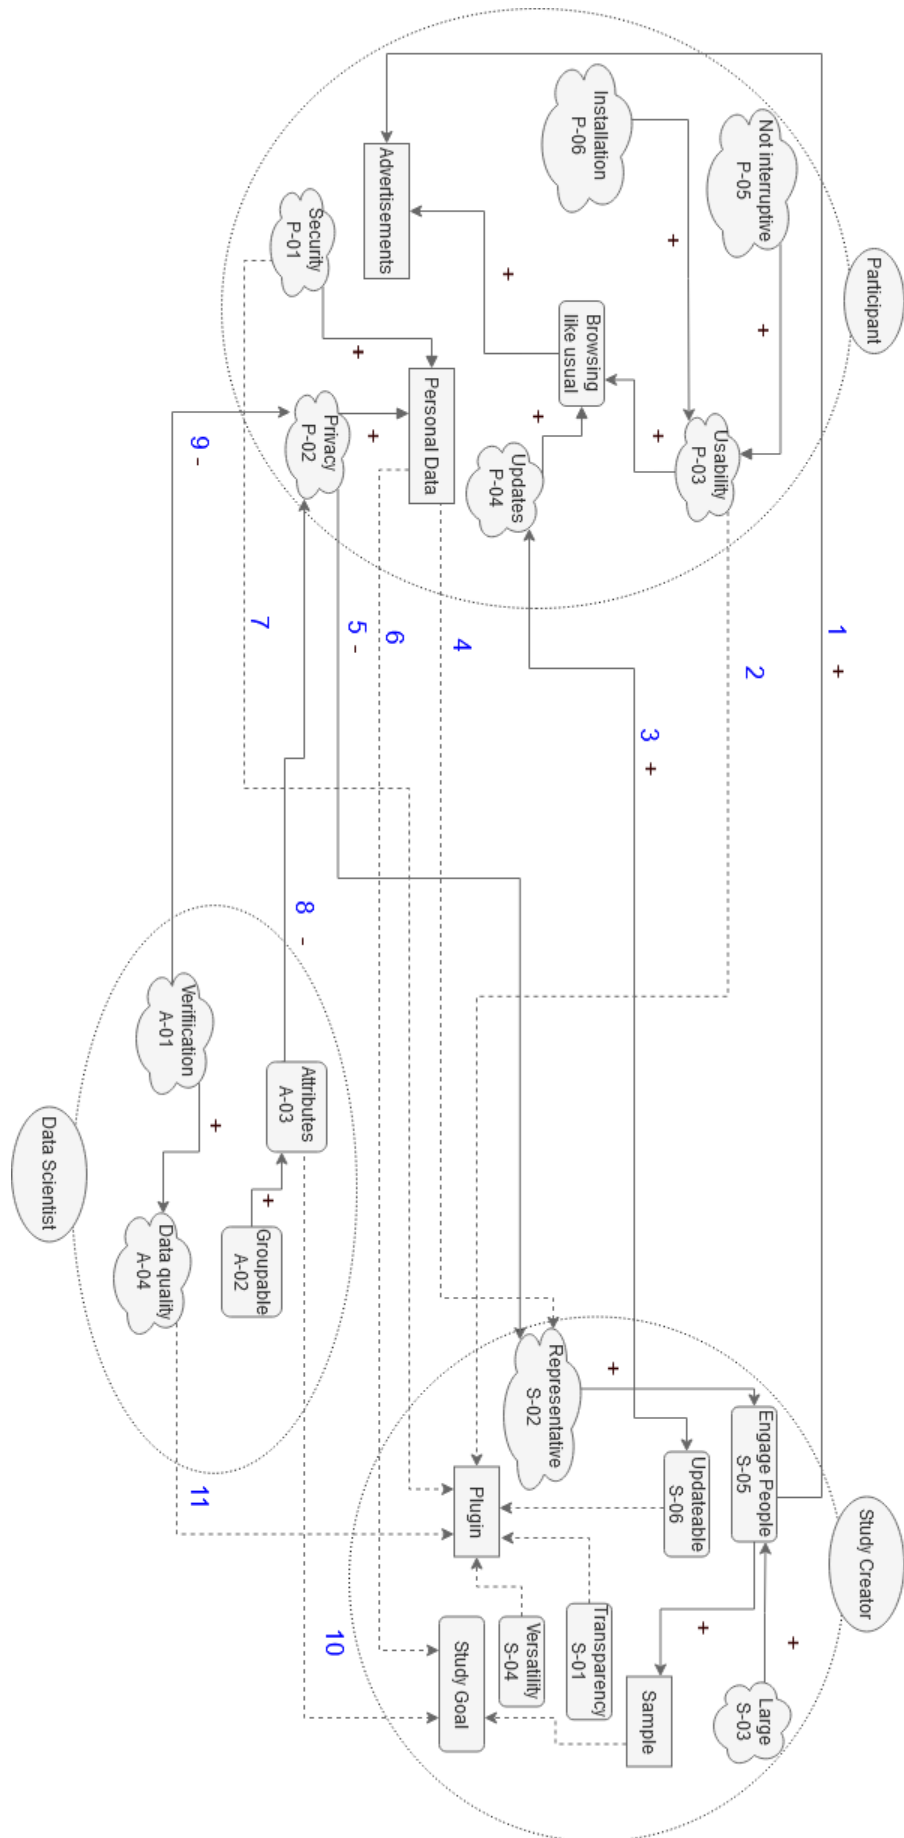 Participant
Not interruptive
P-05
Installation
P-06
Usability
P-03
Browsing
like usual
Updates
P-04
Advertisements
Security
P-01
Personal Data
Privacy
P-02
+
+
+
+
+
+
+
1 +
2
3 +
4
6
5 -
7
9 -
8 -
Study Creator
Engage People
S-05
Large
S-03
Updateable
S-06
Sample
Representative
S-02
Transparency
S-01
Versatility
S-04
Plugin
Study Goal
+
+
+
10
11
Attributes
A-03
Groupable
A-02
Verifiication
A-01
Data quality
A-04
+
+
Data Scientist